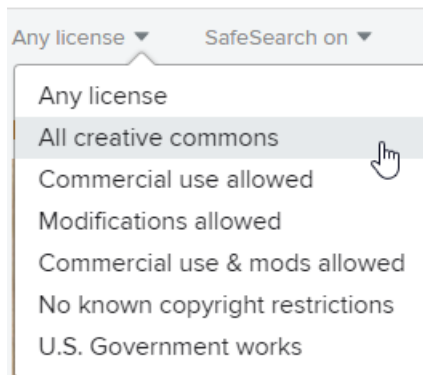 Any license ▼ SafeSearch on ▼
Any license
All creative commons
Commercial use allowed
Modifications allowed
Commercial use & mods allowed
No known copyright restrictions
U.S. Government works